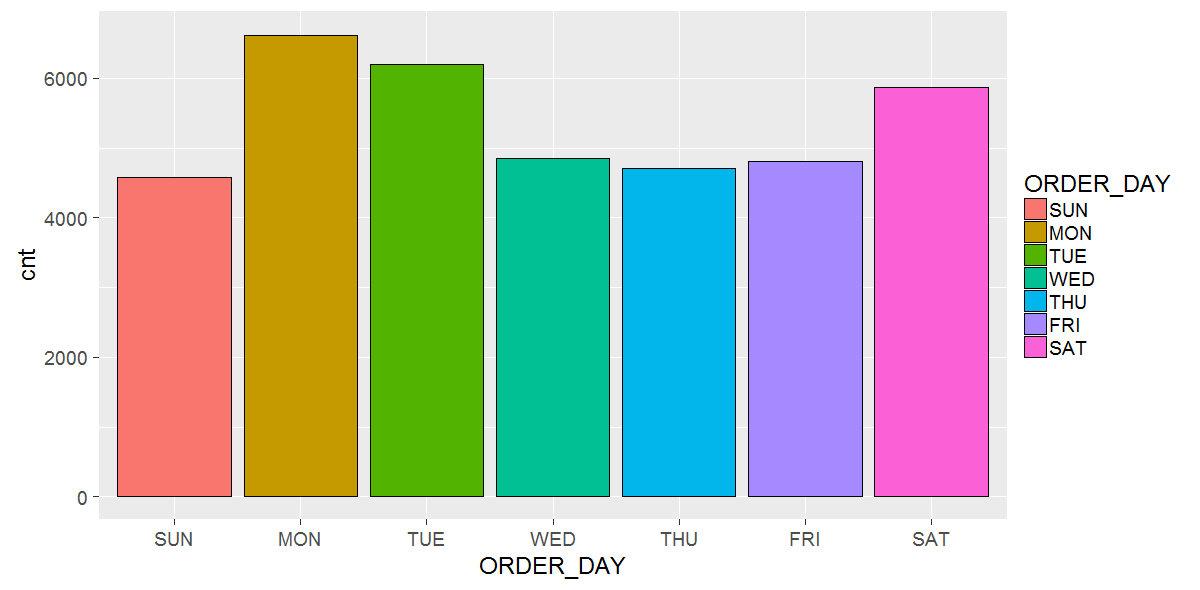 cnt
6000
4000
2000
0
SUN MON TUE WED THU FRI SAT
ORDER_DAY
ORDER_DAY
SUN
MON
TUE
WED
THU
FRI
SAT